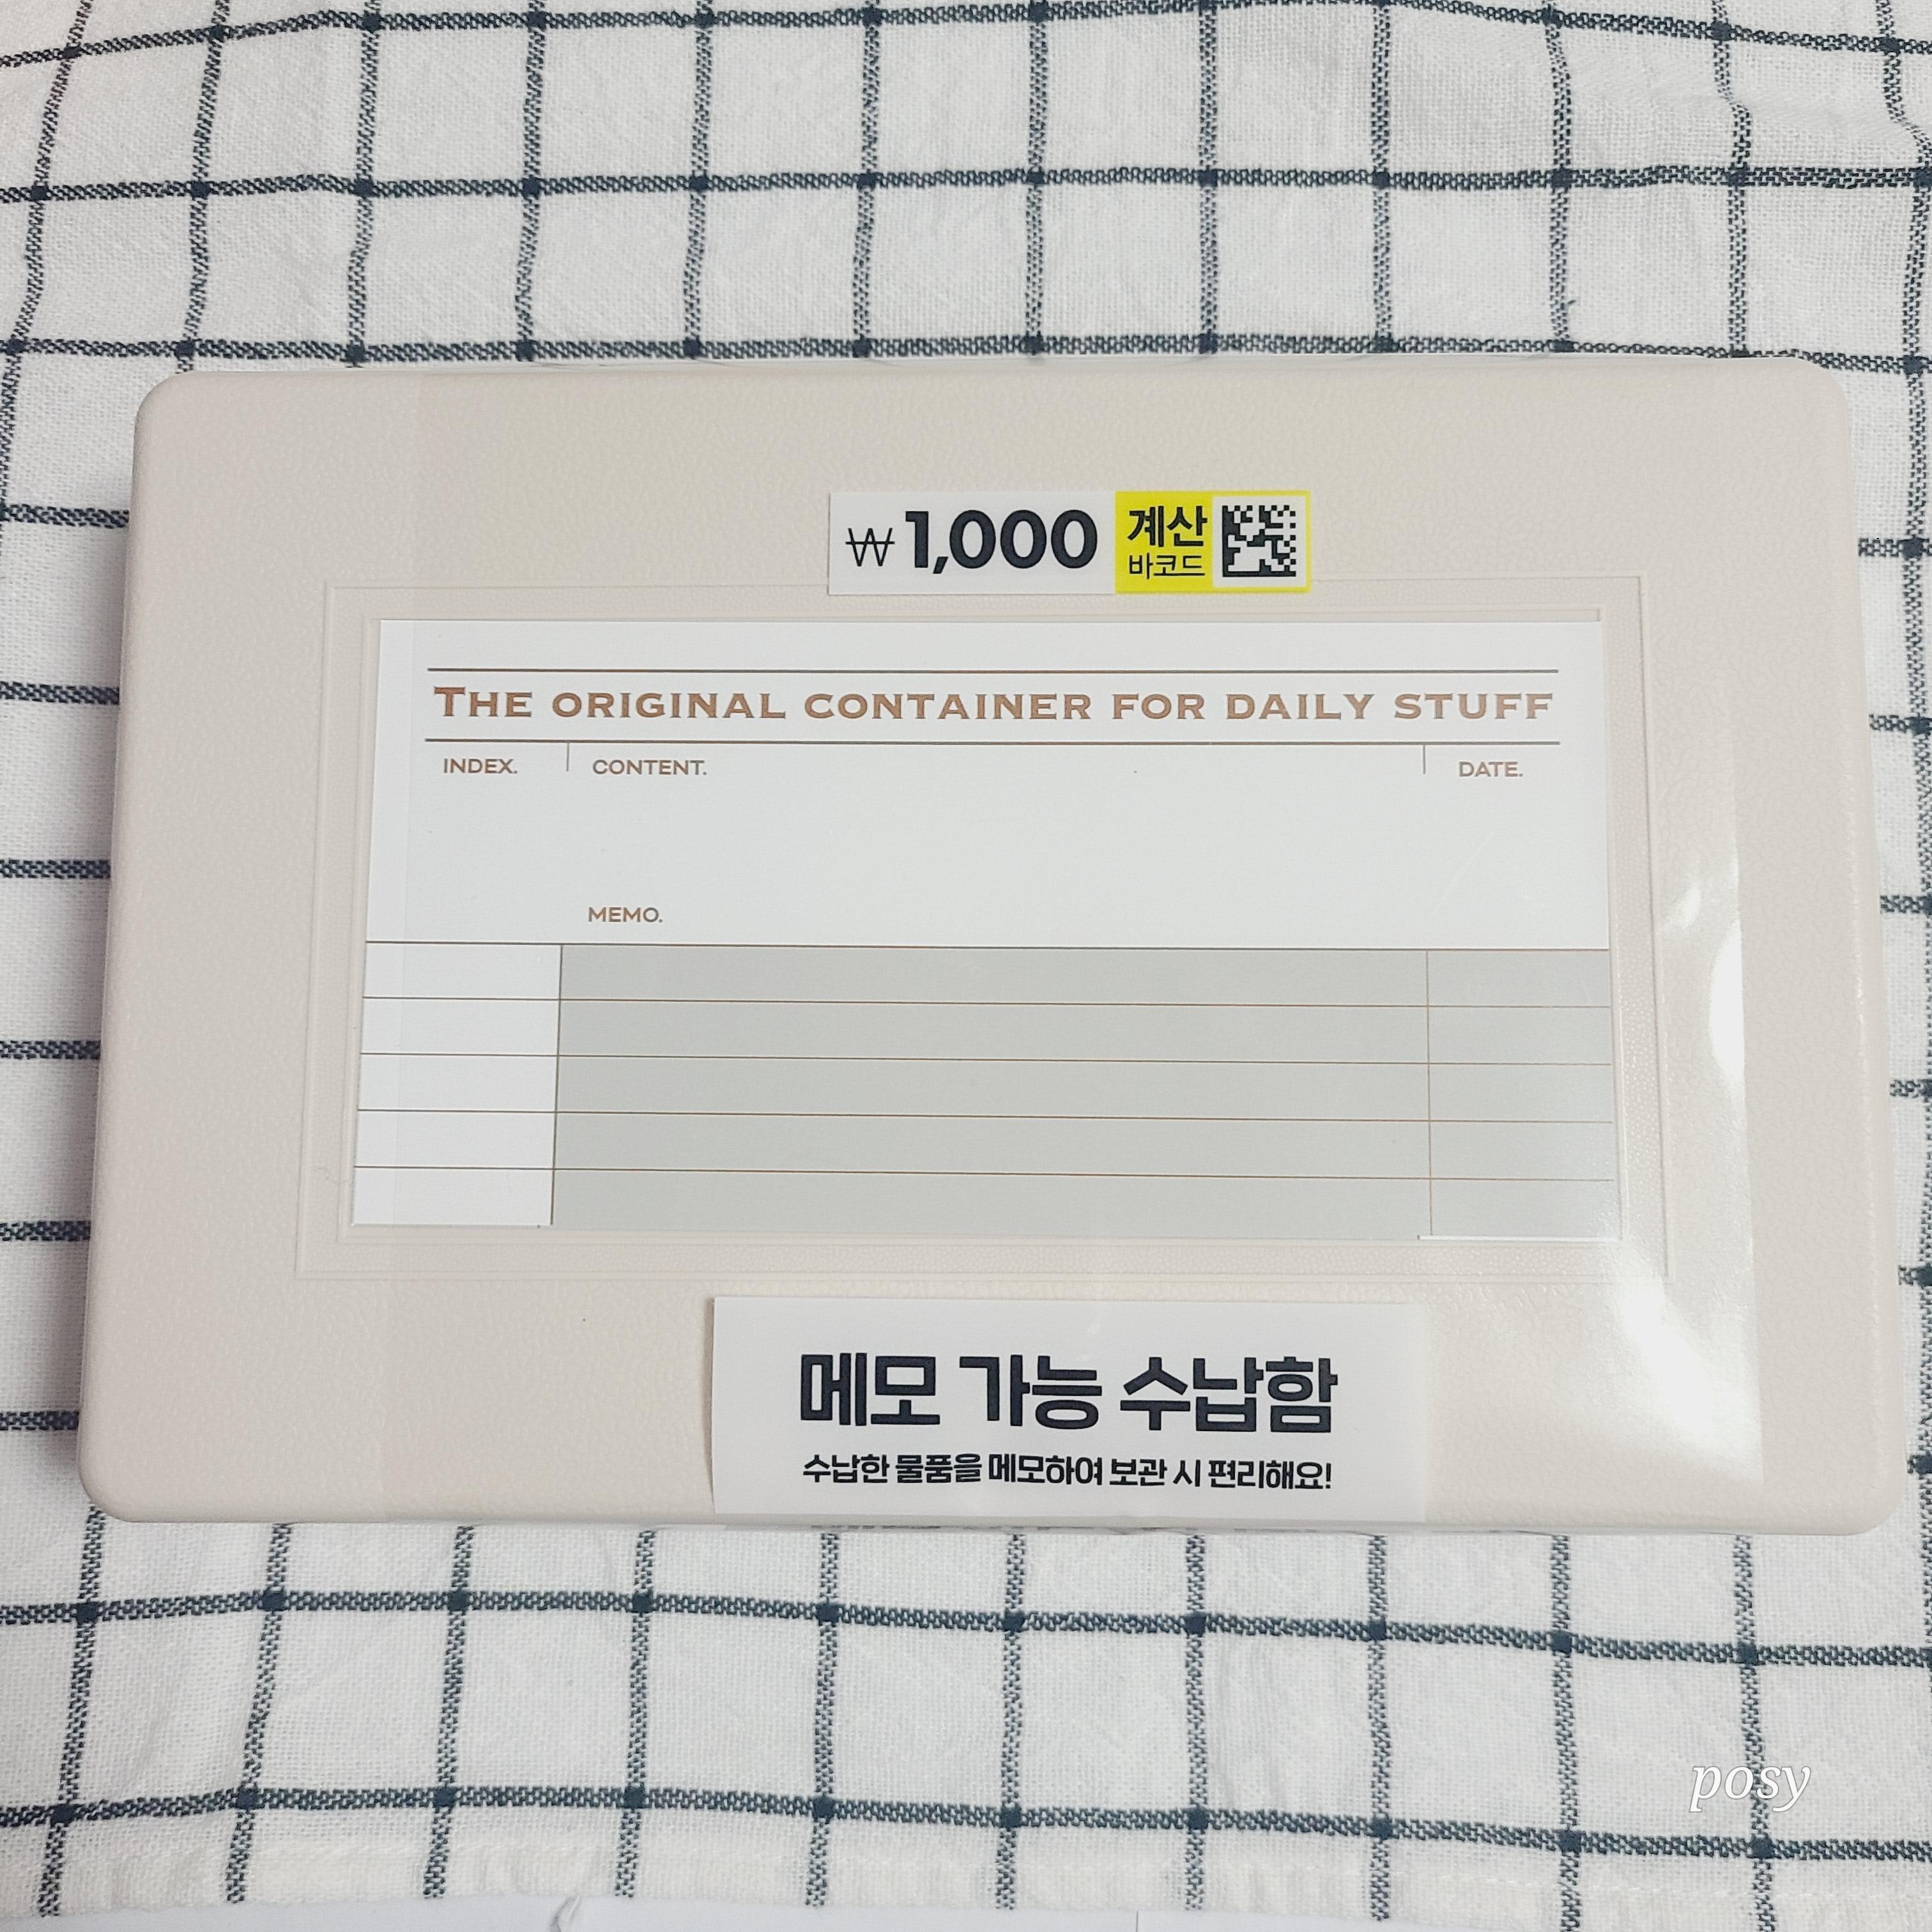 ₩1,000 계산
바코드
THE ORIGINAL CONTAINER FOR DAILY STUFF
INDEX. CONTENT. DATE.
MEMO.
메모 가능 수납함
수납한 물품을 메모하여 보관 시 편리해요!
posy